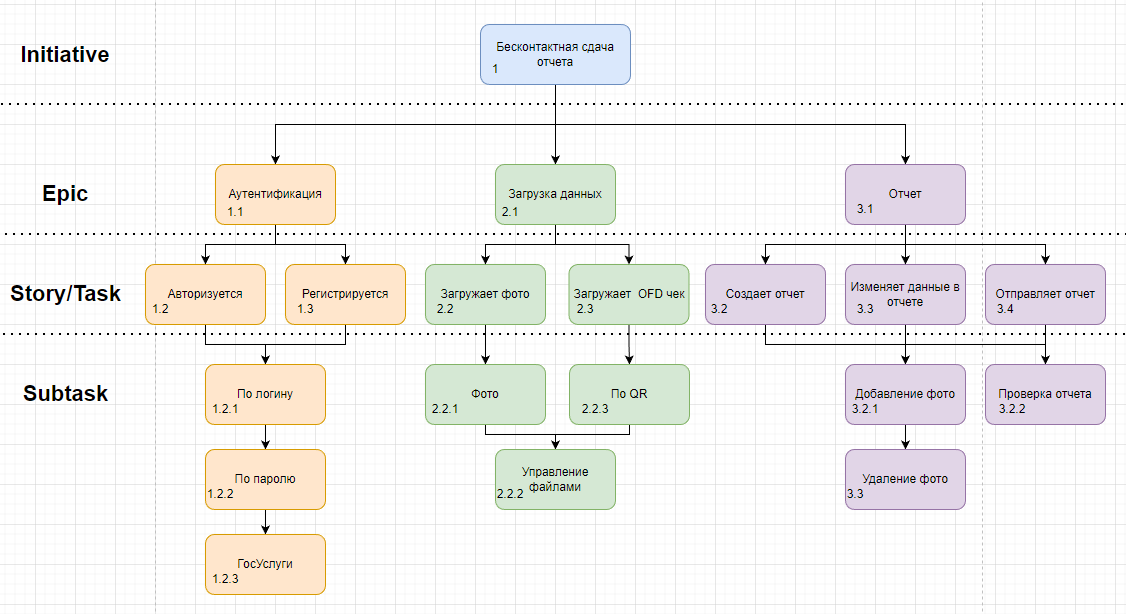 Initiative
Бесконтактная сдача
отчета
1
Epic
Аутентификация
1.1
Загрузка данных
2.1
Отчет
3.1
Story/Task
Авторизуется
1.2
Регистрируется
1.3
Загружает фото
2.2
Загружает OFD чек
2.3
Создает отчет
3.2
Изменяет данные в
отчете
3.3
Отправляет отчет
3.4
Subtask
По логину
1.2.1
Фото
2.2.1
По QR
2.2.3
Добавление фото
3.2.1
Проверка отчета
3.2.2
По паролю
1.2.2
Управление
файлами
2.2.2
Удаление фото
3.3
ГосУслуги
1.2.3